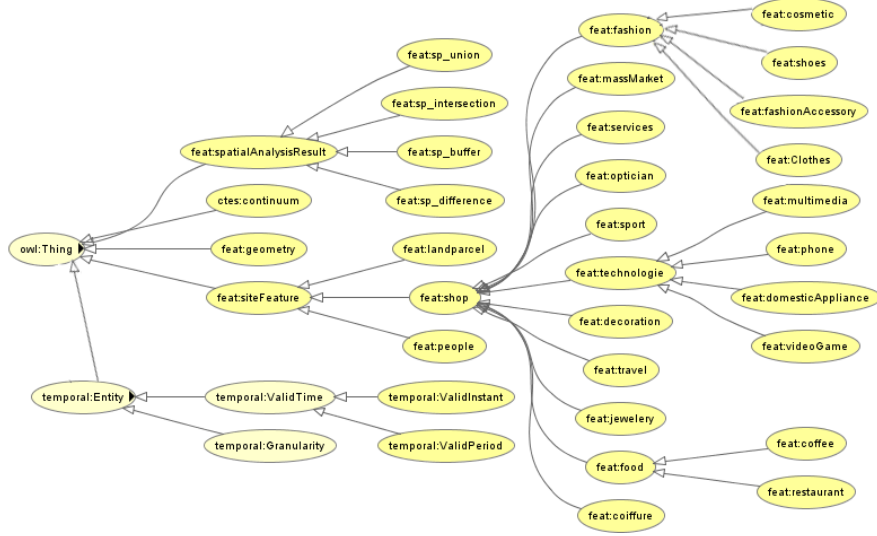 feat:cosmetic
feat:fashion
feat:sp_union
feat:shoes
feat:massMarket
feat:sp_intersection
feat:fashionAccessory
feat:services
feat:spatialAnalysisResult
feat:sp_buffer
feat:Clothes
feat:optician
ctes:continuum
feat:sp_difference
feat:multimedia
feat:sport
owl:Thing
feat:geometry
feat:landparcel
feat:phone
feat:technologie
feat:siteFeature
feat:shop
feat:domesticAppliance
feat:decoration
feat:people
feat:videoGame
feat:travel
temporal:Entity
temporal:ValidTime
temporal:ValidInstant
feat:jewelery
temporal:Granularity
temporal:ValidPeriod
feat:coffee
feat:food
feat:restaurant
feat:coiffure